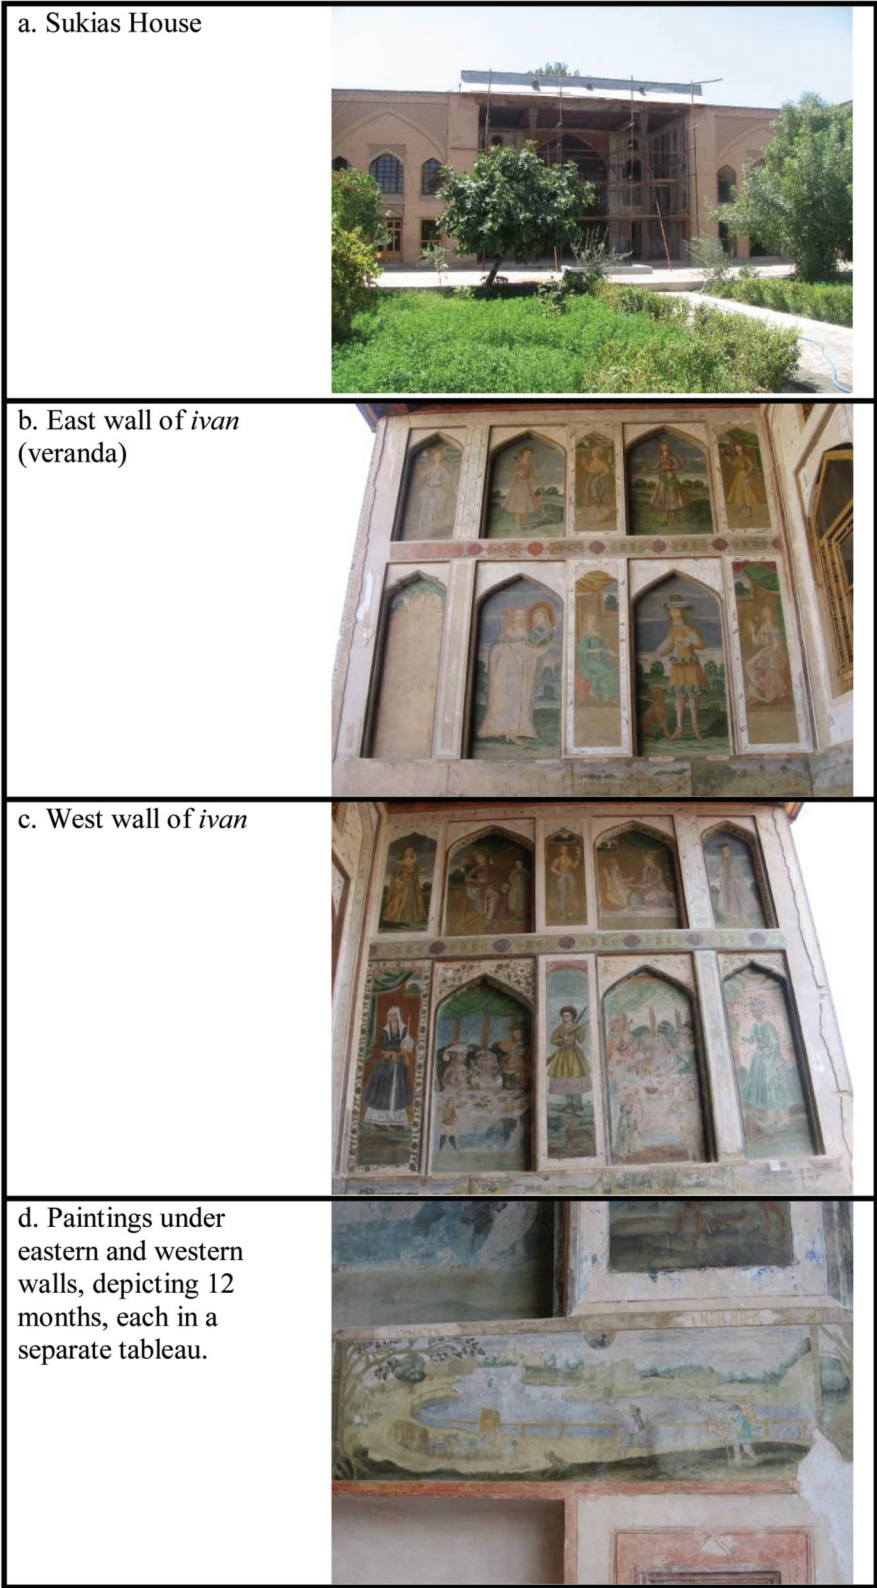 a. Sukias House
b. East wall of ivan
(veranda)
c. West wall of ivan
d. Paintings under
eastern and western
walls, depicting 12
months, each in a
separate tableau.
OCTOBER